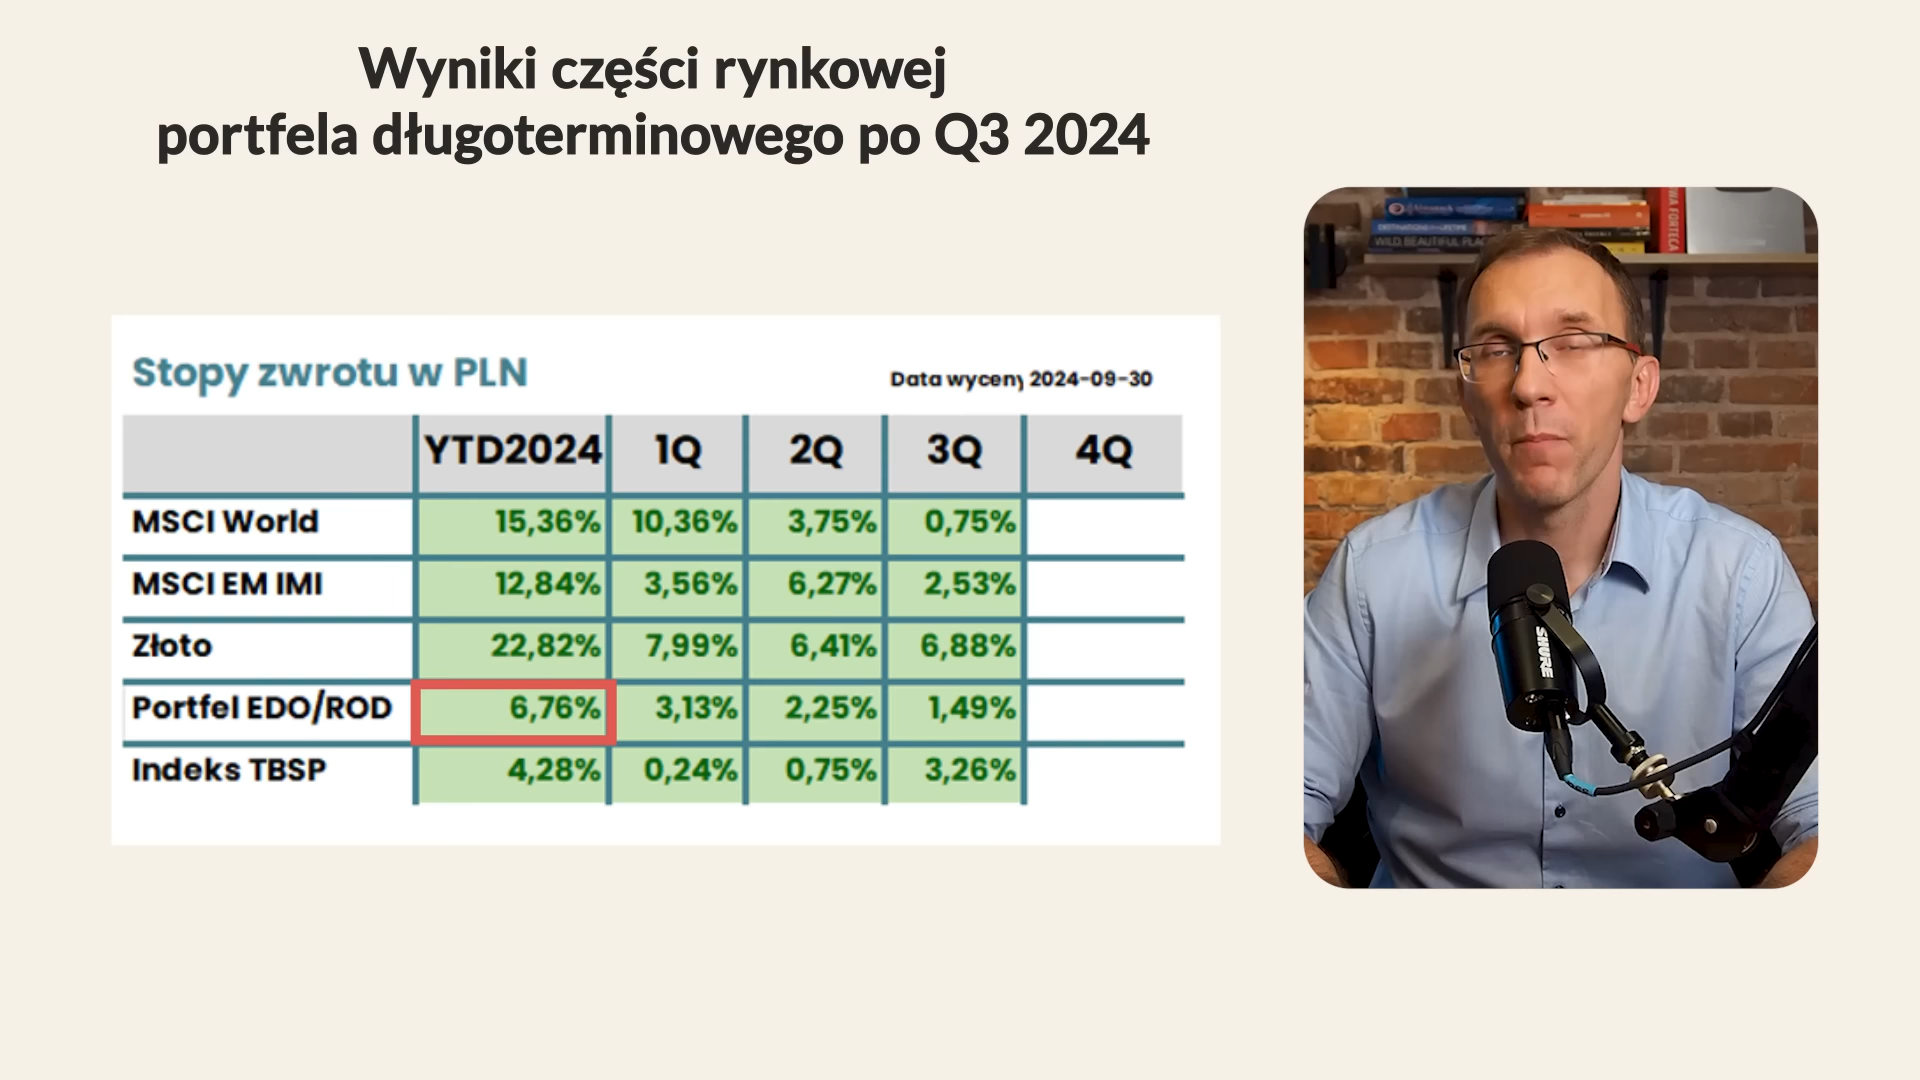 Wyniki części rynkowej
portfela długoterminowego po Q3 2024
Stopy zwrotu w PLN
Data wyceny 2024-09-30
YTD2024 1Q 2Q 3Q 4Q
MSCI World 15,36% 10,36% 3,75% 0,75%
MSCI EM IMI 12,84% 3,56% 6,27% 2,53%
Złoto 22,82% 7,99% 6,41% 6,88%
Portfel EDO/ROD 6,76% 3,13% 2,25% 1,49%
Indeks TBSP 4,28% 0,24% 0,75% 3,26%
WILD, BEAUTIFUL
FORTECA
SHURE